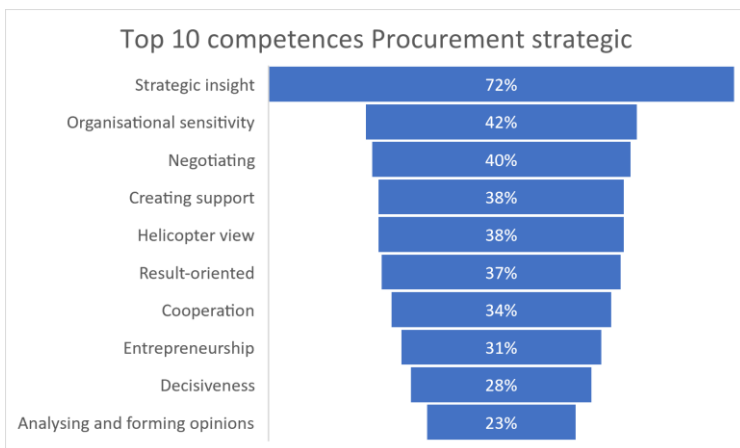 Top 10 competences Procurement strategic
Strategic insight 72%
Organisational sensitivity 42%
Negotiating 40%
Creating support 38%
Helicopter view 38%
Result-oriented 37%
Cooperation 34%
Entrepreneurship 31%
Decisiveness 28%
Analysing and forming opinions 23%